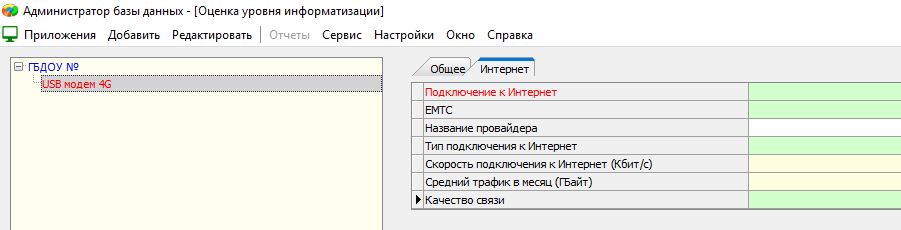 Администратор базы данных - [Оценка уровня информатизации]
Приложения Добавить Редактировать Отчеты Сервис Настройки Окно Справка
ГБДОУ №
USB модем 4G
Общее Интернет
Подключение к Интернет
ЕМТС
Название провайдера
Тип подключения к Интернет
Скорость подключения к Интернет (Кбит/с)
Средний трафик в месяц (ГБайт)
Качество связи